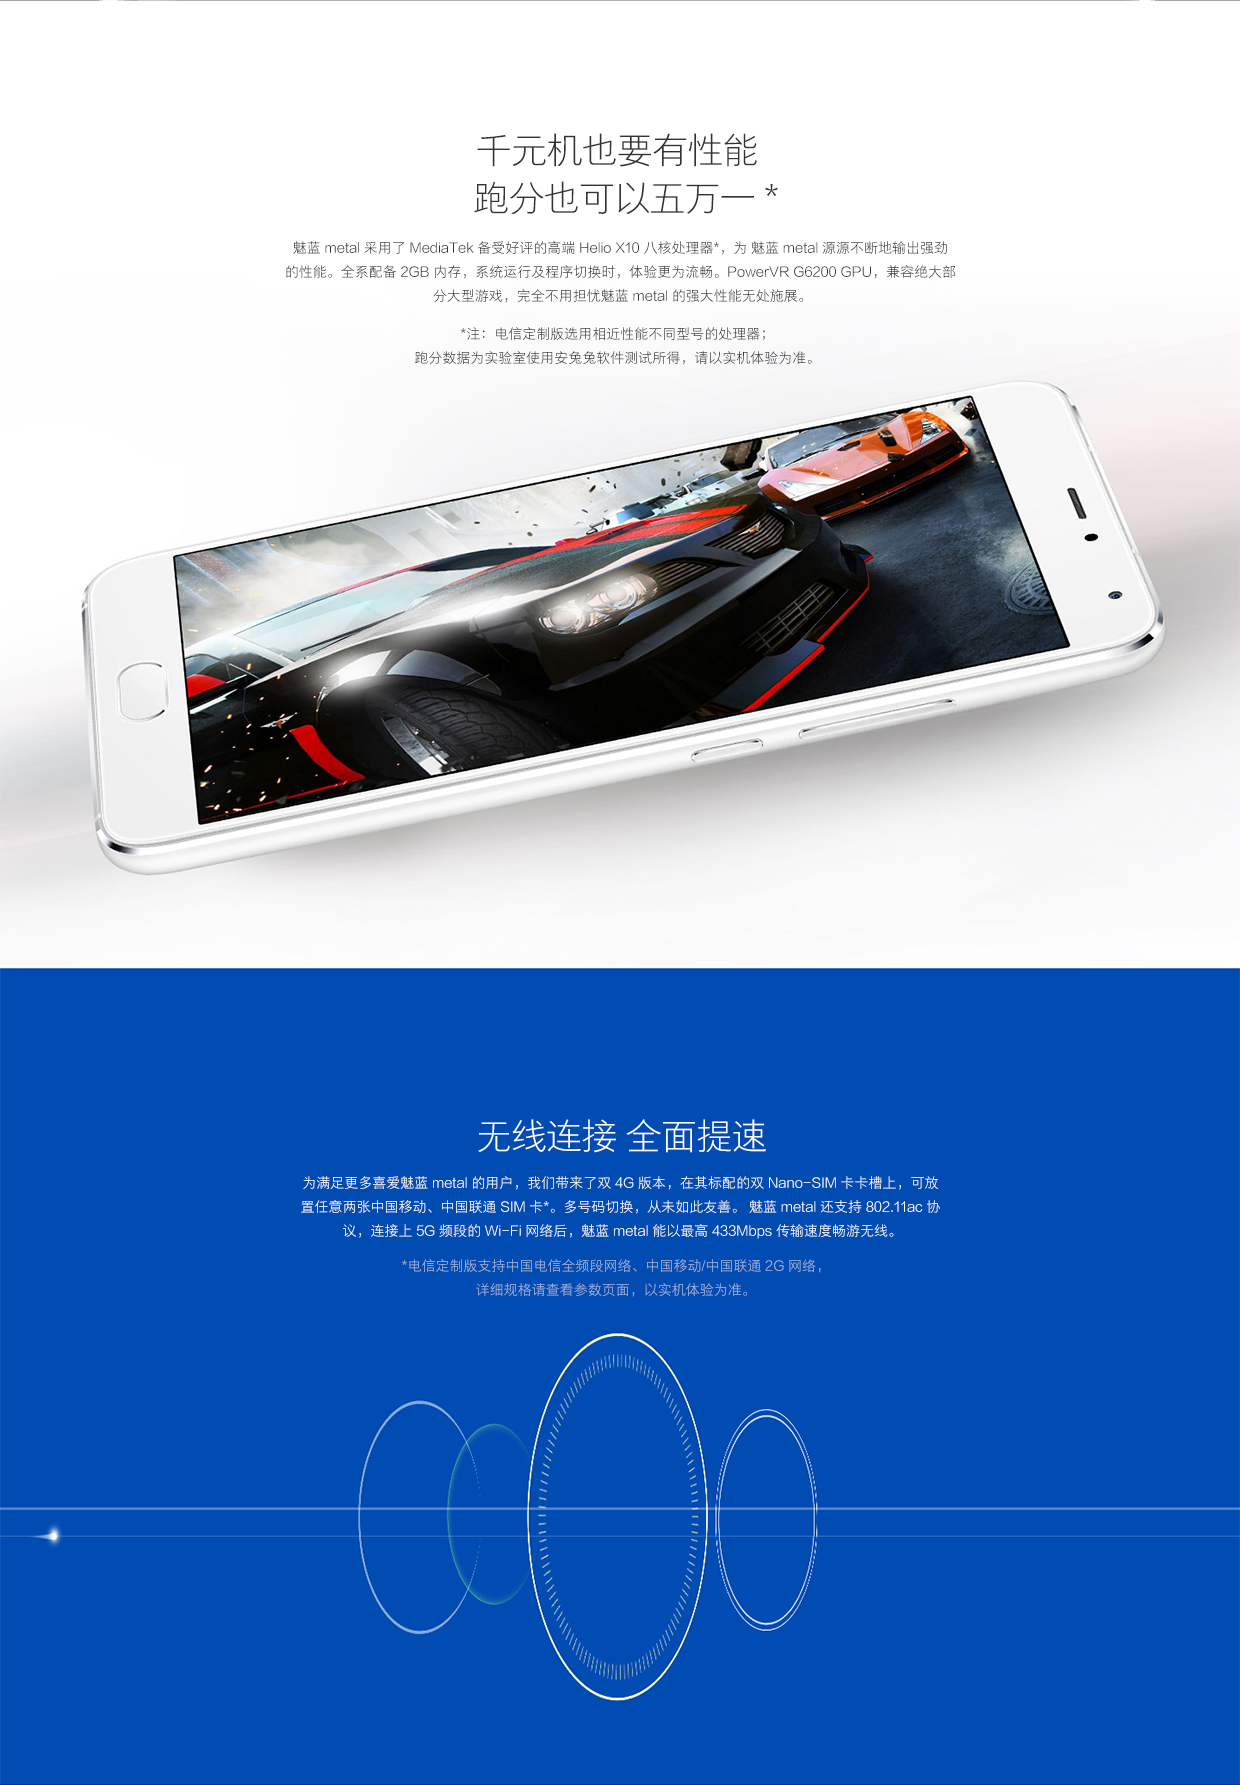 千元机也要有性能
跑分也可以五万一 *
魅蓝 metal 采用了 MediaTek 备受好评的高端 Helio X10 八核处理器*，为 魅蓝 metal 源源不断地输出强劲
的性能。全系配备 2GB 内存，系统运行及程序切换时，体验更为流畅。PowerVR G6200 GPU，兼容绝大部
分大型游戏，完全不用担忧魅蓝 metal 的强大性能无处施展。
*注：电信定制版选用相近性能不同型号的处理器；
跑分数据为实验室使用安兔兔软件测试所得，请以实机体验为准。
无线连接 全面提速
为满足更多喜爱魅蓝 metal 的用户，我们带来了双 4G 版本，在其标配的双 Nano-SIM 卡卡槽上，可放
置任意两张中国移动、中国联通 SIM 卡*。多号码切换，从未如此友善。 魅蓝 metal 还支持 802.11ac 协
议，连接上 5G 频段的 Wi-Fi 网络后，魅蓝 metal 能以最高 433Mbps 传输速度畅游无线。
*电信定制版支持中国电信全频段网络、中国移动/中国联通 2G 网络，
详细规格请查看参数页面，以实机体验为准。